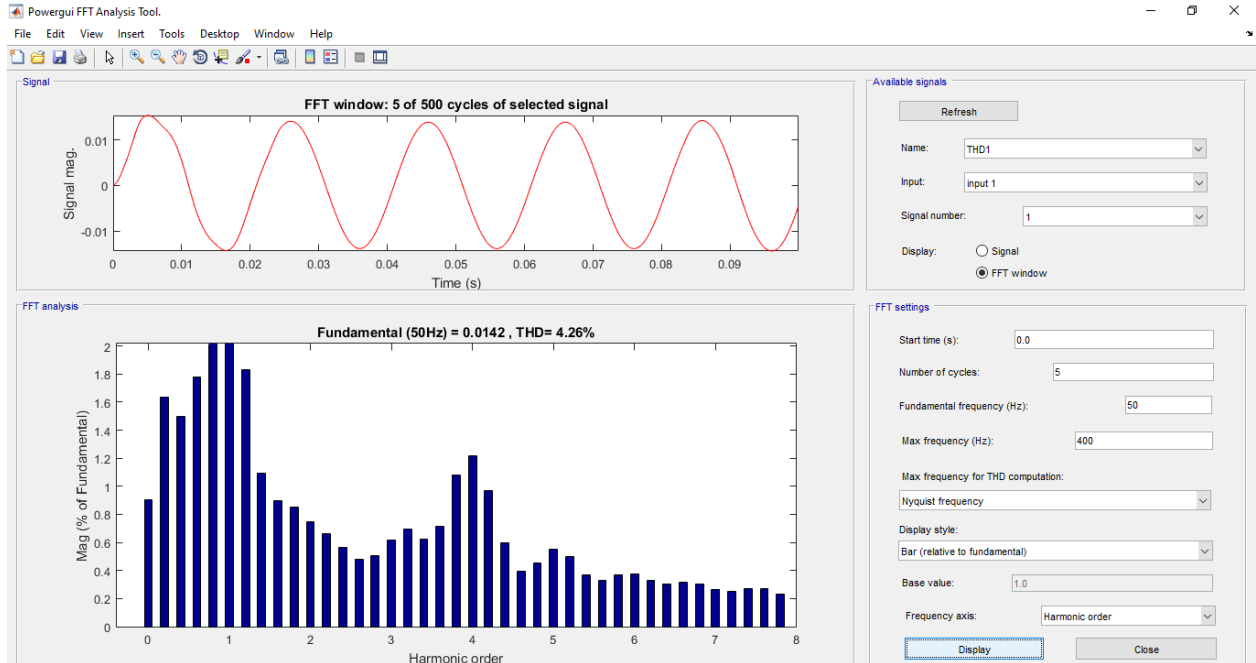 Powergui FFT Analysis Tool.
File Edit View Insert Tools Desktop Window Help
Signal
FFT window: 5 of 500 cycles of selected signal
0.01
0
-0.01
Signal mag.
0 0.01 0.02 0.03 0.04 0.05 0.06 0.07 0.08 0.09
Time (s)
FFT analysis
Fundamental (50Hz) = 0.0142 , THD= 4.26%
2
1.8
1.6
1.4
1.2
1
0.8
0.6
0.4
0.2
0
Mag (% of Fundamental)
0 1 2 3 4 5 6 7 8
Harmonic order
Available signals
Refresh
Name: THD1
Input: input 1
Signal number: 1
Display: Signal
FFT window
FFT settings
Start time (s): 0.0
Number of cycles: 5
Fundamental frequency (Hz): 50
Max frequency (Hz): 400
Max frequency for THD computation:
Nyquist frequency
Display style:
Bar (relative to fundamental)
Base value: 1.0
Frequency axis: Harmonic order
Display Close